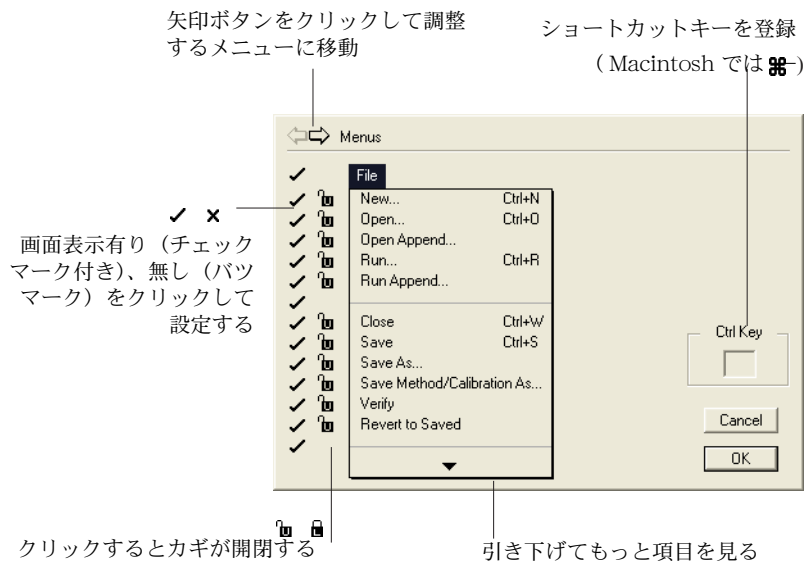 矢印ボタンをクリックして調整
するメニューに移動
ショートカットキーを登録
( Macintosh では ⌘ )
Menus
File
New... Ctrl+N
Open... Ctrl+O
Open Append...
Run... Ctrl+R
Run Append...
Close Ctrl+W
Save Ctrl+S
Save As...
Save Method/Calibration As...
Verify
Revert to Saved
画面表示有り（チェック
マーク付き）、無し（バツ
マーク）をクリックして
設定する
Ctrl Key
Cancel
OK
クリックするとカギが開閉する
引き下げてもっと項目を見る